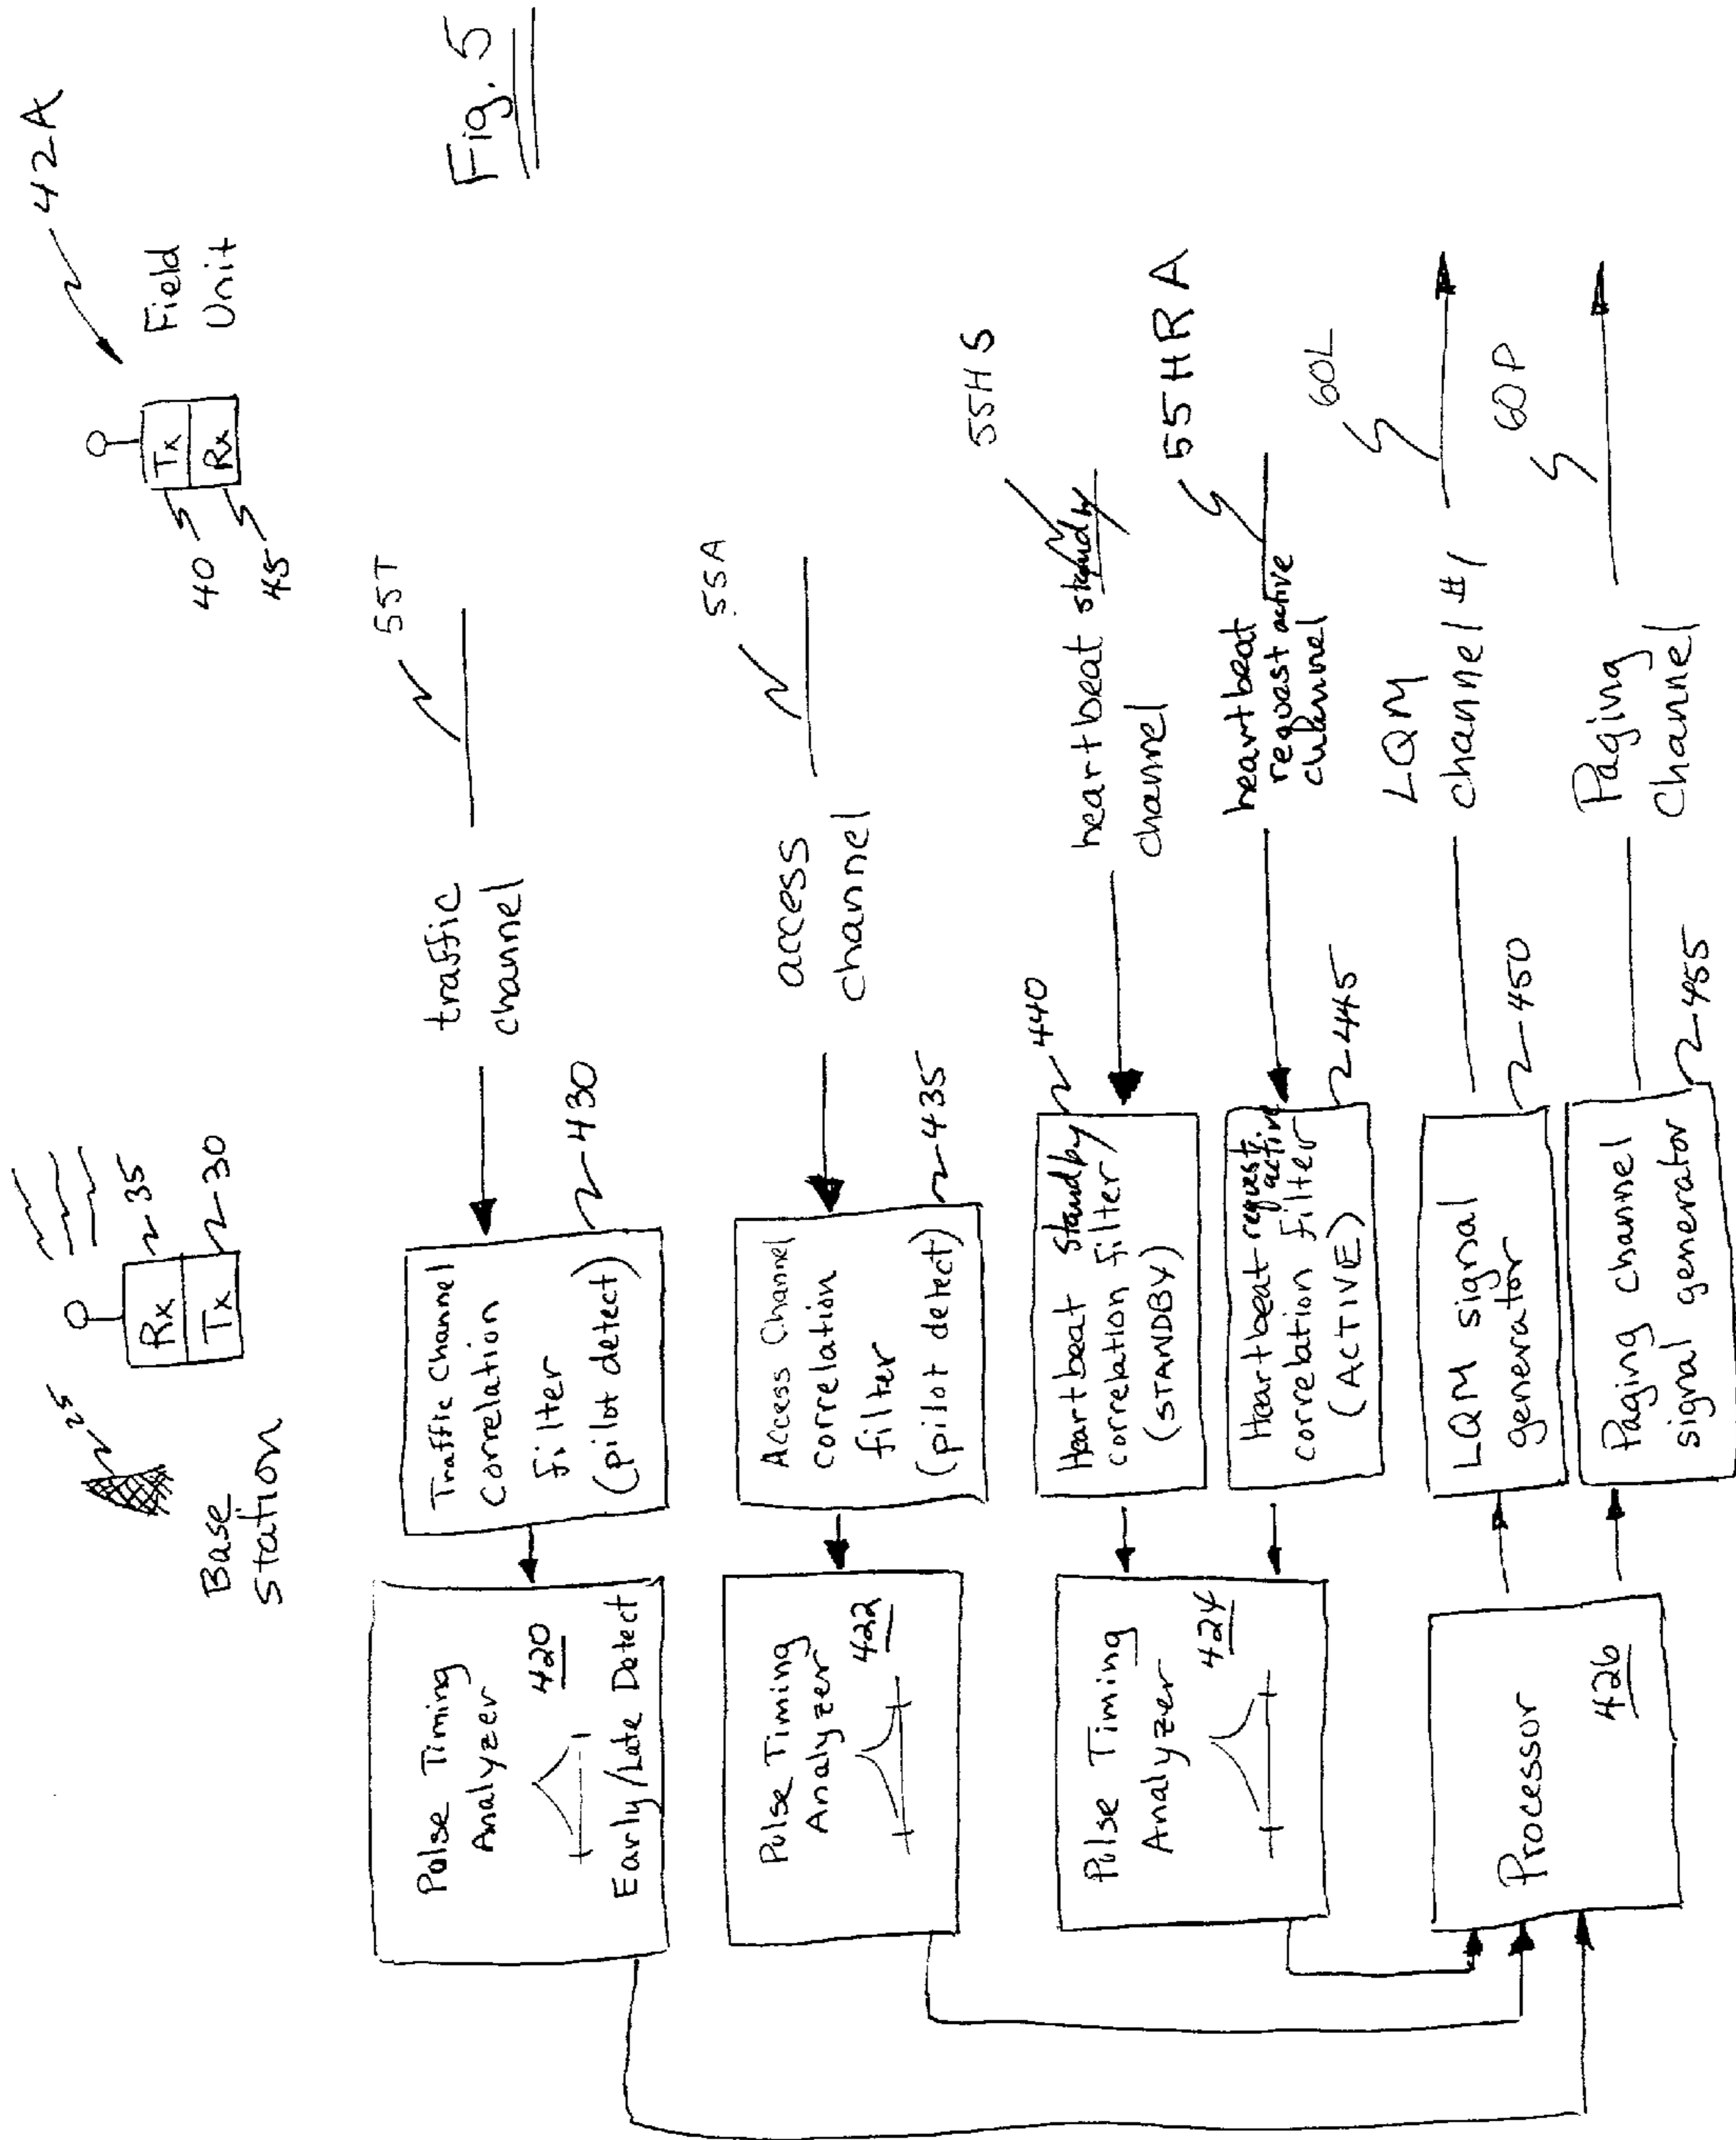 Fig. 5
42A
Field
Unit
Tx
Rx
40
45
25
Base
Station
Rx
Tx
35
30
55T
traffic
channel
Traffic Channel
correlation
filter
(pilot detect)
430
Pulse Timing
Analyzer
420
Early/Late Detect
55A
access
channel
Access Channel
correlation
filter
(pilot detect)
435
Pulse Timing
Analyzer
422
55HS
heartbeat standby
channel
Heartbeat standby
correlation filter
(STANDBY)
440
55HRA
heartbeat
request active
channel
Heartbeat request active
correlation filter
(ACTIVE)
445
Pulse Timing
Analyzer
424
60L
LQM
channel #1
LQM signal
generator
450
60P
Paging
Channel
Paging channel
signal generator
455
Processor
426